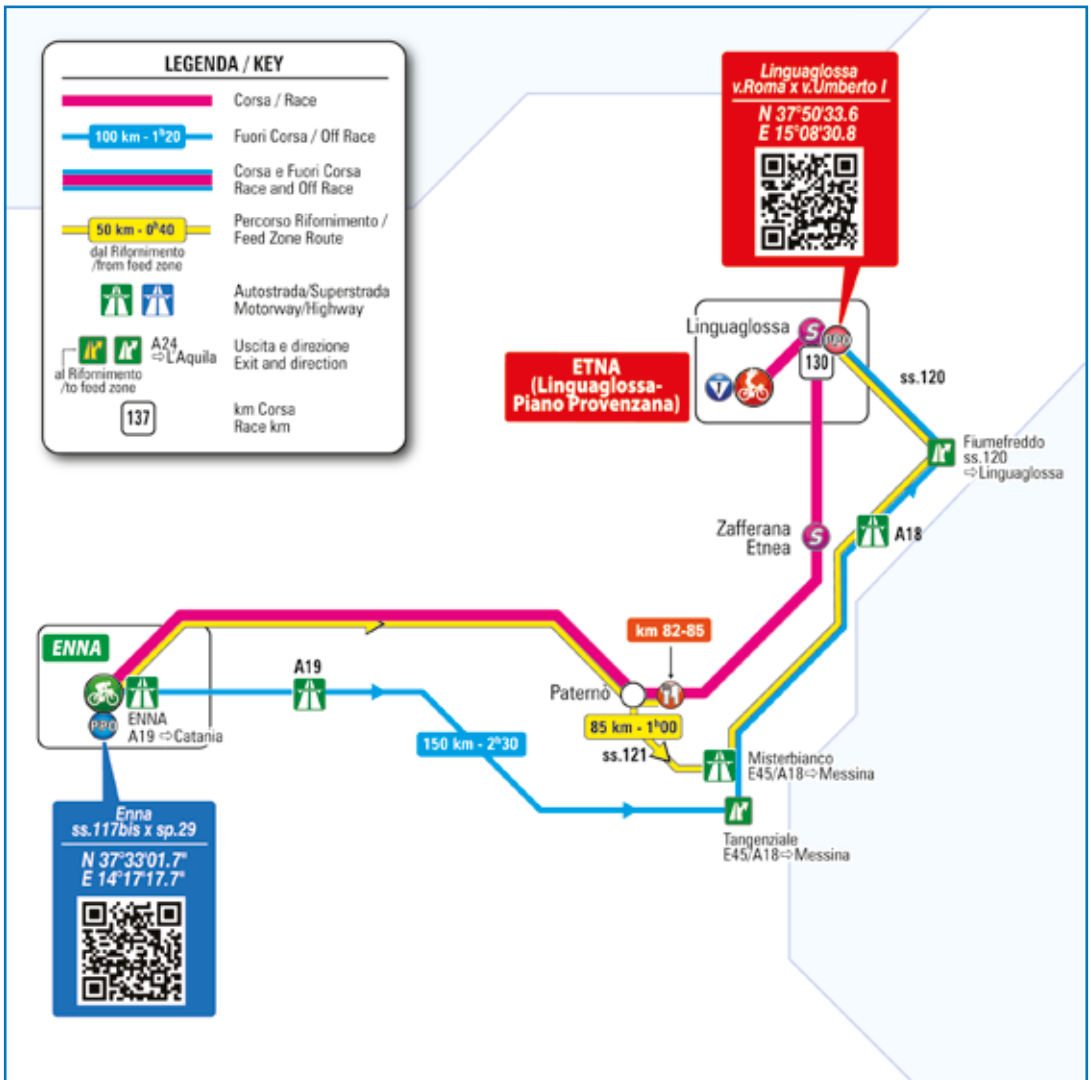 LEGENDA / KEY
Corsa / Race
100 km - 1ʰ20
Fuori Corsa / Off Race
Corsa e Fuori Corsa
Race and Off Race
50 km - 0ʰ40
dal Rifornimento
/from feed zone
Percorso Rifornimento /
Feed Zone Route
Autostrada/Superstrada
Motorway/Highway
al Rifornimento
/to feed zone
A24
⇨L'Aquila
Uscita e direzione
Exit and direction
137
km Corsa
Race km
Linguaglossa
v.Roma x v.Umberto I
N 37°50'33.6
E 15°08'30.8
Linguaglossa
S
PPO
130
ETNA
(Linguaglossa-
Piano Provenzana)
ss.120
Fiumefreddo
ss.120
⇨Linguaglossa
Zafferana
Etnea
S
A18
km 82-85
ENNA
A19
Paternò
PPO
ENNA
A19 ⇨Catania
85 km - 1ʰ00
150 km - 2ʰ30
ss.121
Misterbianco
E45/A18⇨Messina
Tangenziale
E45/A18⇨Messina
Enna
ss.117bis x sp.29
N 37°33'01.7"
E 14°17'17.7"